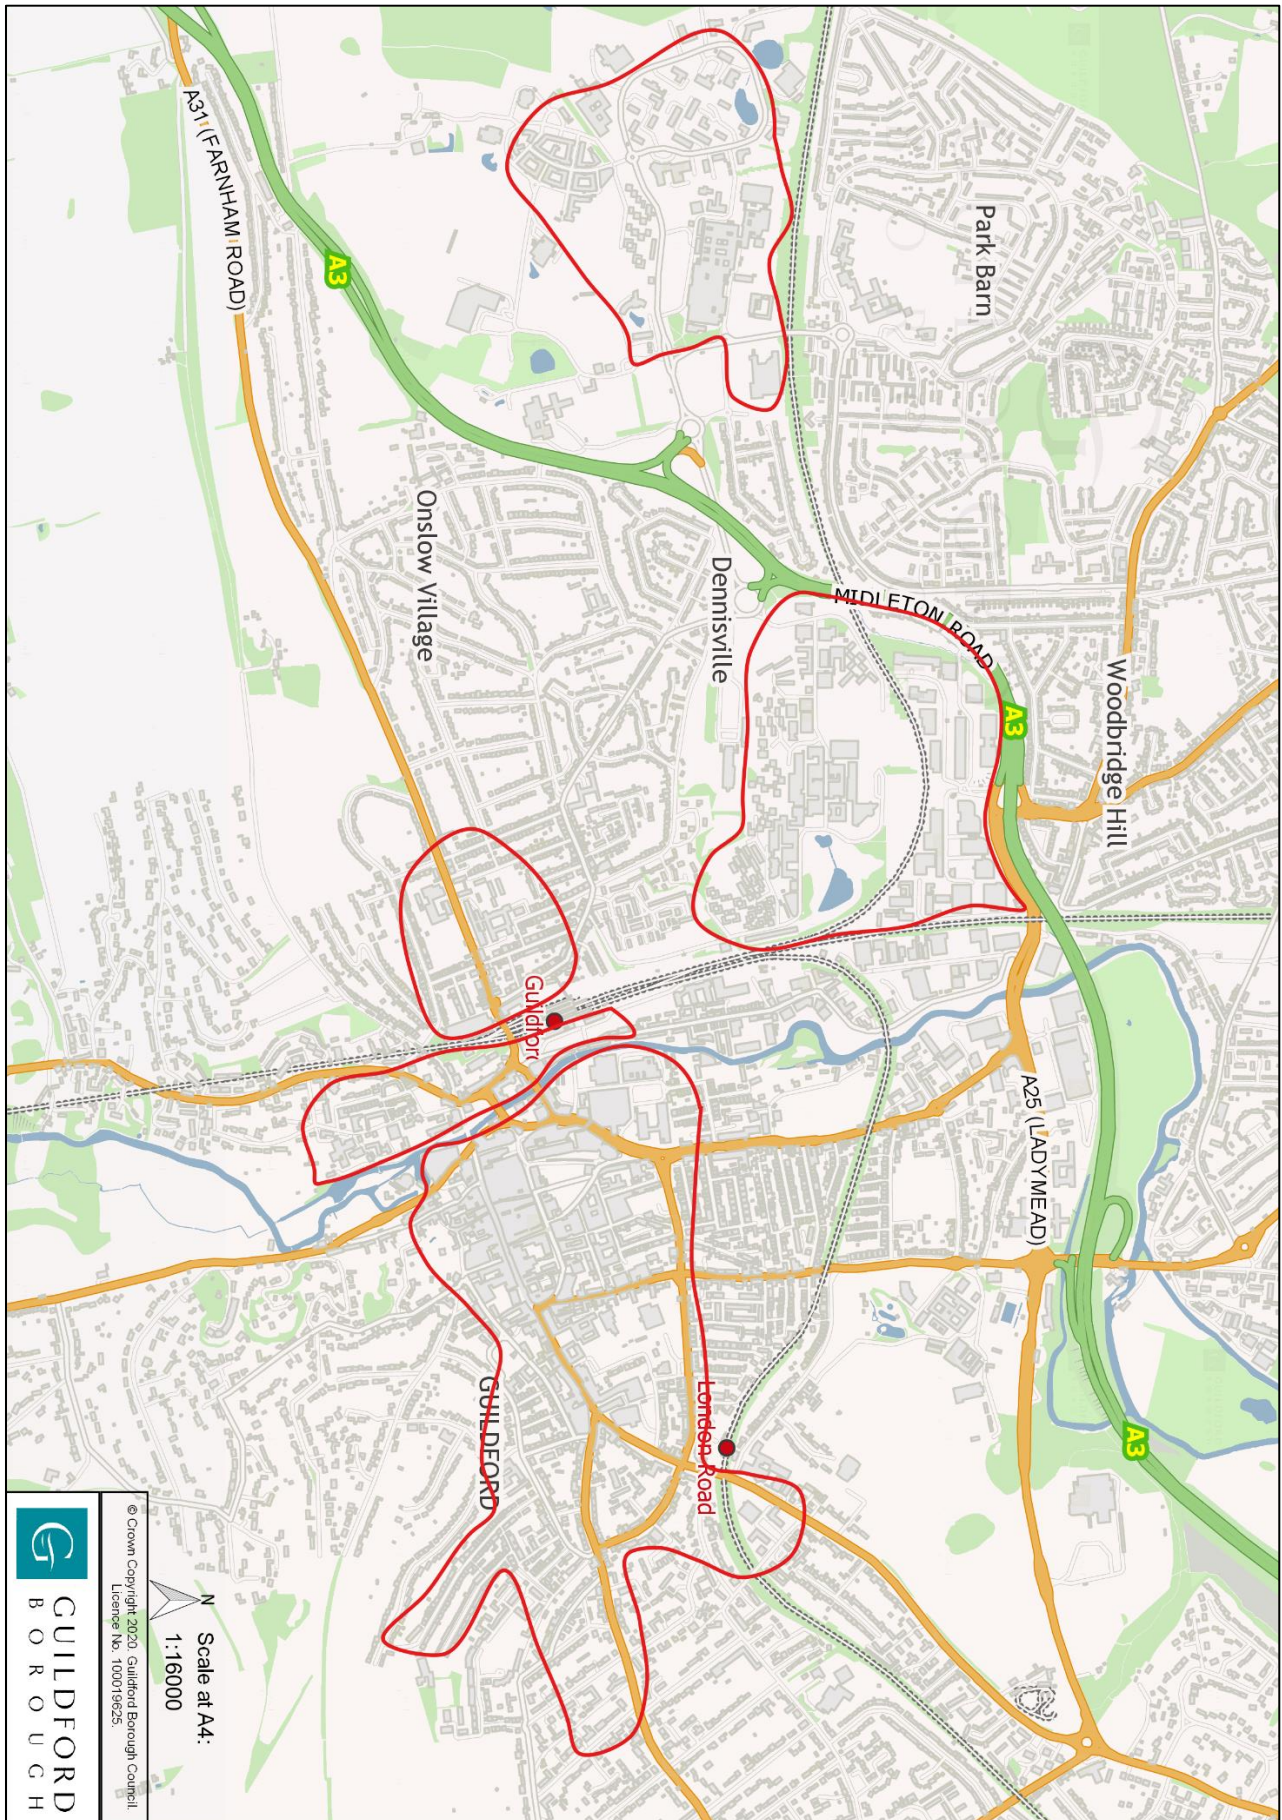 A31 (FARNHAM ROAD)
A3
Park Barn
Onslow Village
Dennisville
MIDLETON ROAD
A3
Woodbridge Hill
Guildfor
A25 (LADYMEAD)
London Road
GUILDFORD
A3
N
Scale at A4:
1:16000
© Crown Copyright 2020. Guildford Borough Council.
Licence No. 100019625.
G
GUILDFORD
BOROUGH